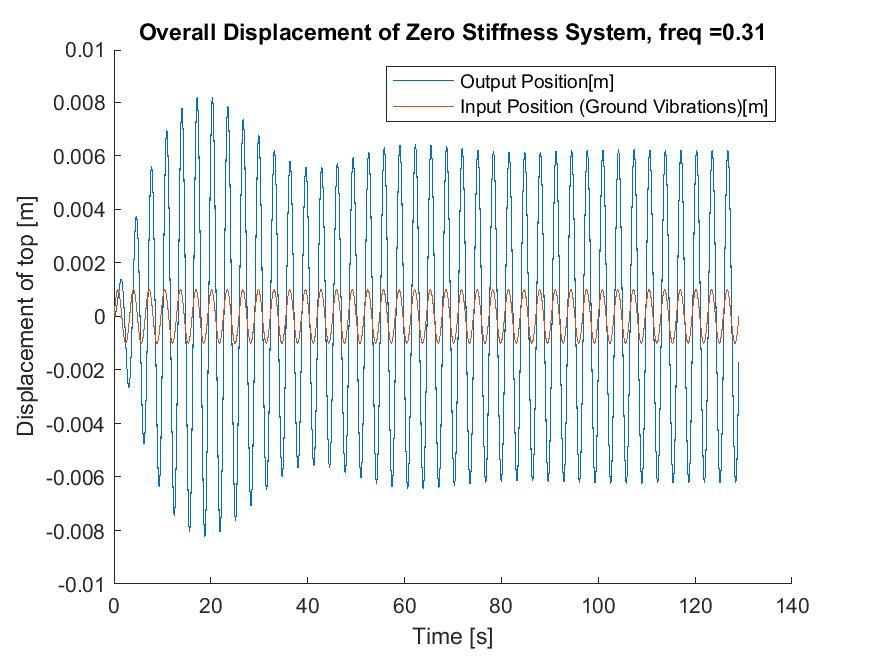 Overall Displacement of Zero Stiffness System, freq =0.31
Output Position[m]
Input Position (Ground Vibrations)[m]
Displacement of top [m]
0.01
0.008
0.006
0.004
0.002
0
-0.002
-0.004
-0.006
-0.008
-0.01
0 20 40 60 80 100 120 140
Time [s]